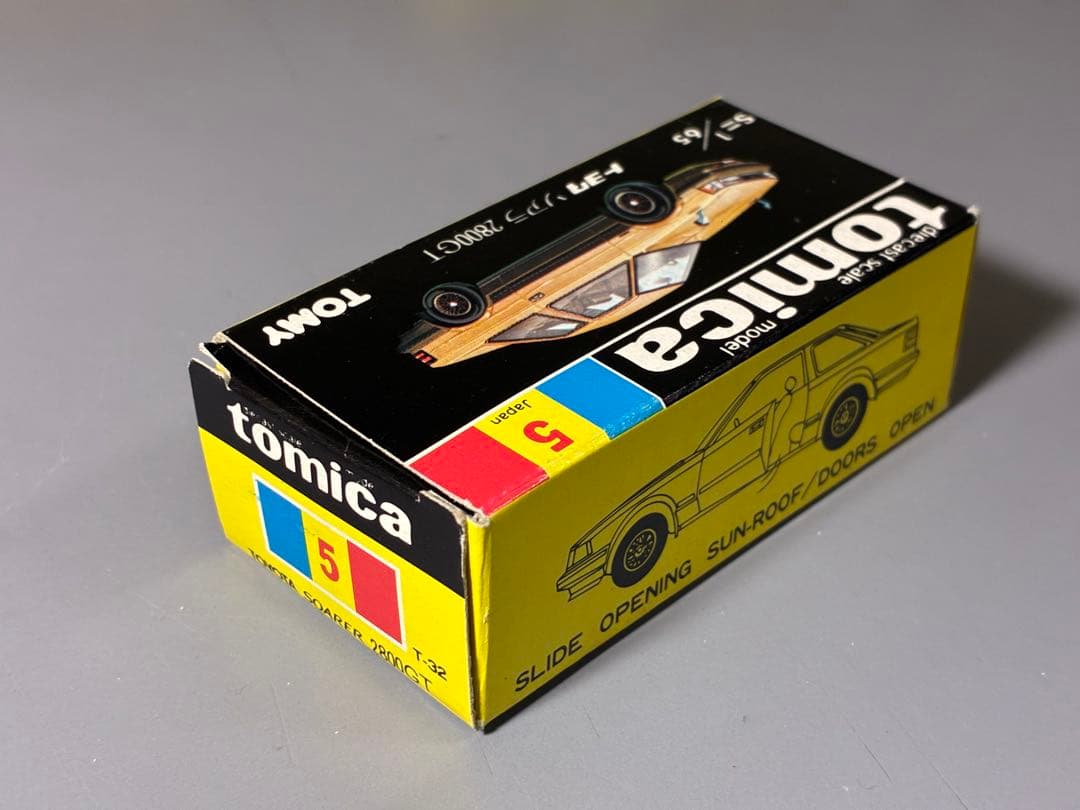 S=1/65
トヨタ ソアラ 2800GT
TOMY
diecast scale model
tomica
5
Japan
tomica
5
T-32
TOYOTA SOARER 2800GT
SLIDE OPENING SUN-ROOF/DOORS OPEN